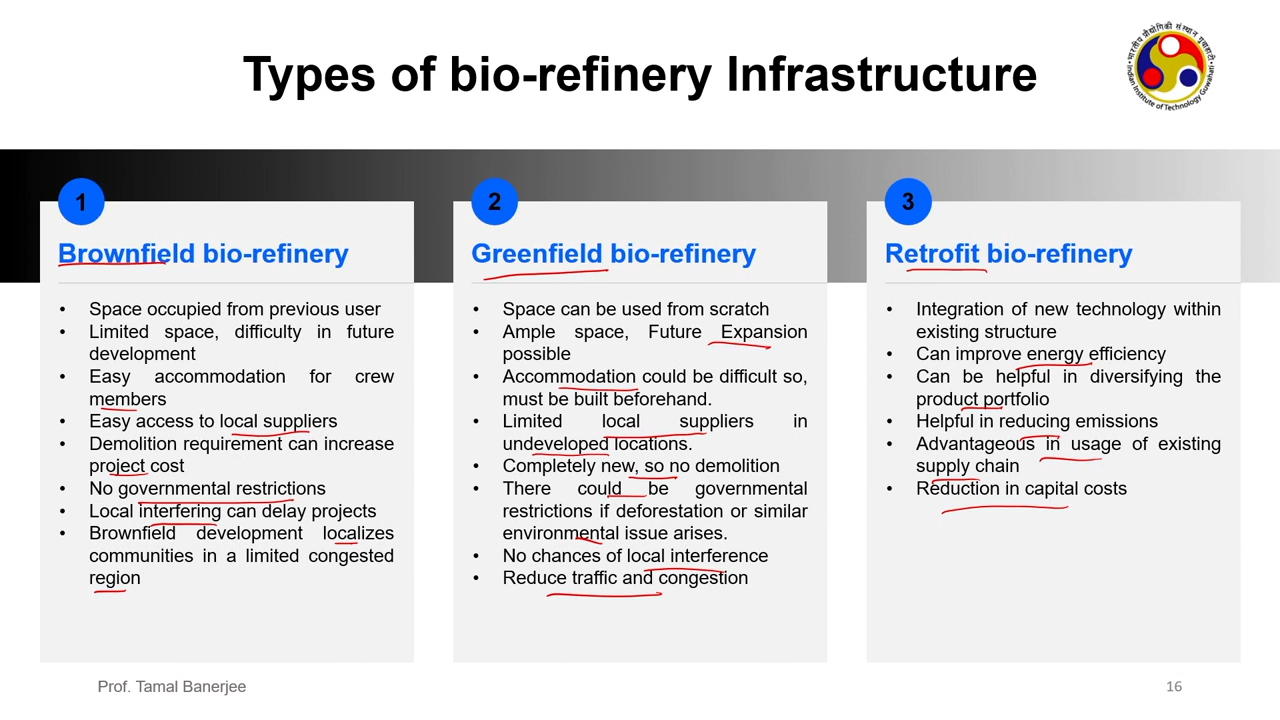 Types of bio-refinery Infrastructure
भारतीय प्रौद्योगिकी संस्थान गुवाहाटी
Indian Institute of Technology Guwahati
1
Brownfield bio-refinery
• Space occupied from previous user
• Limited space, difficulty in future
development
• Easy accommodation for crew
members
• Easy access to local suppliers
• Demolition requirement can increase
project cost
• No governmental restrictions
• Local interfering can delay projects
• Brownfield development localizes
communities in a limited congested
region
2
Greenfield bio-refinery
• Space can be used from scratch
• Ample space, Future Expansion
possible
• Accommodation could be difficult so,
must be built beforehand.
• Limited local suppliers in
undeveloped locations.
• Completely new, so no demolition
• There could be governmental
restrictions if deforestation or similar
environmental issue arises.
• No chances of local interference
• Reduce traffic and congestion
3
Retrofit bio-refinery
• Integration of new technology within
existing structure
• Can improve energy efficiency
• Can be helpful in diversifying the
product portfolio
• Helpful in reducing emissions
• Advantageous in usage of existing
supply chain
• Reduction in capital costs
Prof. Tamal Banerjee
16